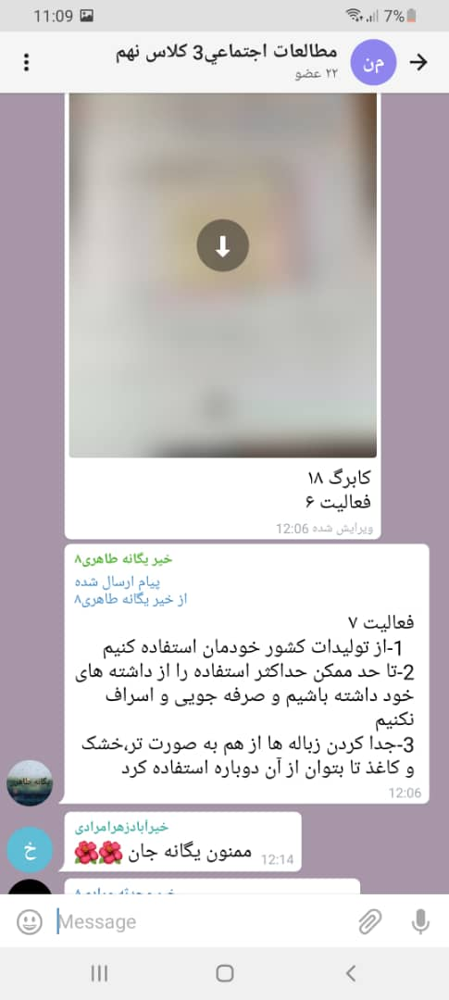 11:09
7%
مطالعات اجتماعي3 کلاس نهم
۲۲ عضو
م‌ن
کابرگ ۱۸
فعالیت ۶
ویرایش شده 12:06
خیر یگانه طاهری۸
پیام ارسال شده
از خیر یگانه طاهری۸
فعالیت ۷
1-از تولیدات کشور خودمان استفاده کنیم
2-تا حد ممکن حداکثر استفاده را از داشته های
خود داشته باشیم و صرفه جویی و اسراف
نکنیم
3-جدا کردن زباله ها از هم به صورت تر،خشک
و کاغذ تا بتوان از آن دوباره استفاده کرد
12:06
یگانه طاهری
خیرآبادزهرامرادی
ممنون یگانه جان
12:14
خ
Message